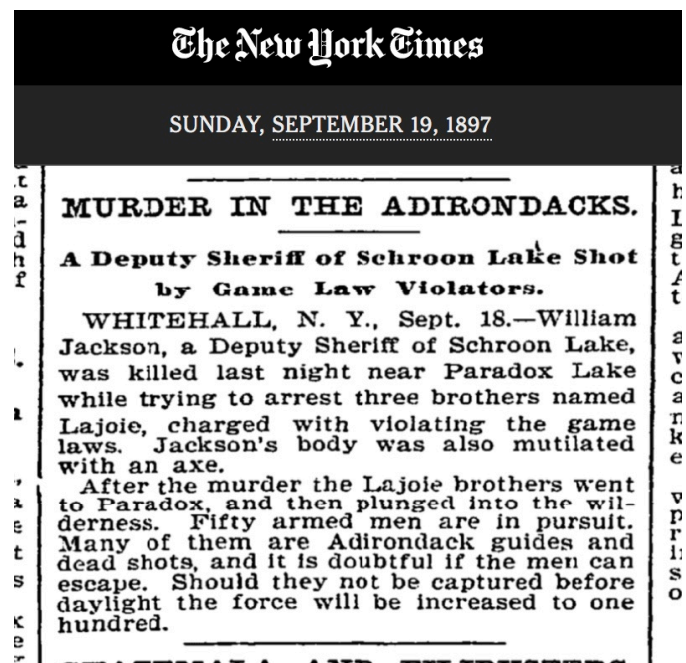 The New York Times
SUNDAY, SEPTEMBER 19, 1897
MURDER IN THE ADIRONDACKS.
A Deputy Sheriff of Schroon Lake Shot
by Game Law Violators.
WHITEHALL, N. Y., Sept. 18.—William
Jackson, a Deputy Sheriff of Schroon Lake,
was killed last night near Paradox Lake
while trying to arrest three brothers named
Lajoie, charged with violating the game
laws. Jackson's body was also mutilated
with an axe.
After the murder the Lajoie brothers went
to Paradox, and then plunged into the wil-
derness. Fifty armed men are in pursuit.
Many of them are Adirondack guides and
dead shots, and it is doubtful if the men can
escape. Should they not be captured before
daylight the force will be increased to one
hundred.